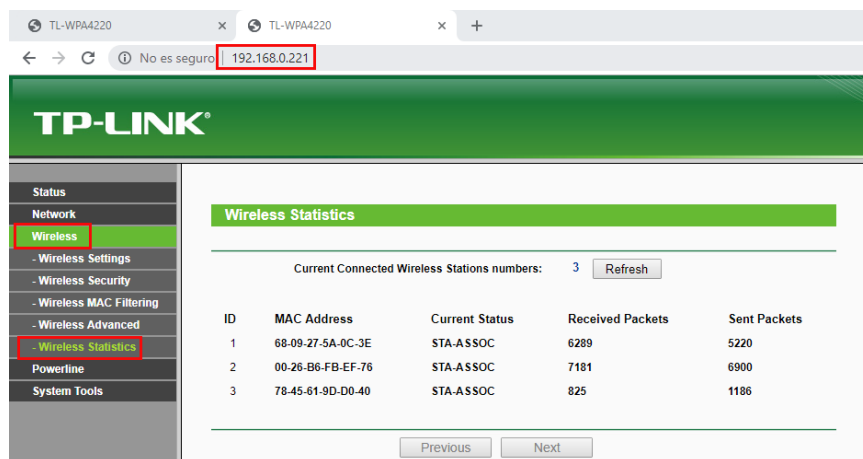 TL-WPA4220 × TL-WPA4220 × +
← → C No es seguro | 192.168.0.221
TP-LINK®
Status
Network
Wireless
- Wireless Settings
- Wireless Security
- Wireless MAC Filtering
- Wireless Advanced
- Wireless Statistics
Powerline
System Tools
Wireless Statistics
Current Connected Wireless Stations numbers: 3 Refresh
ID MAC Address Current Status Received Packets Sent Packets
1 68-09-27-5A-0C-3E STA-ASSOC 6289 5220
2 00-26-B6-FB-EF-76 STA-ASSOC 7181 6900
3 78-45-61-9D-D0-40 STA-ASSOC 825 1186
Previous Next